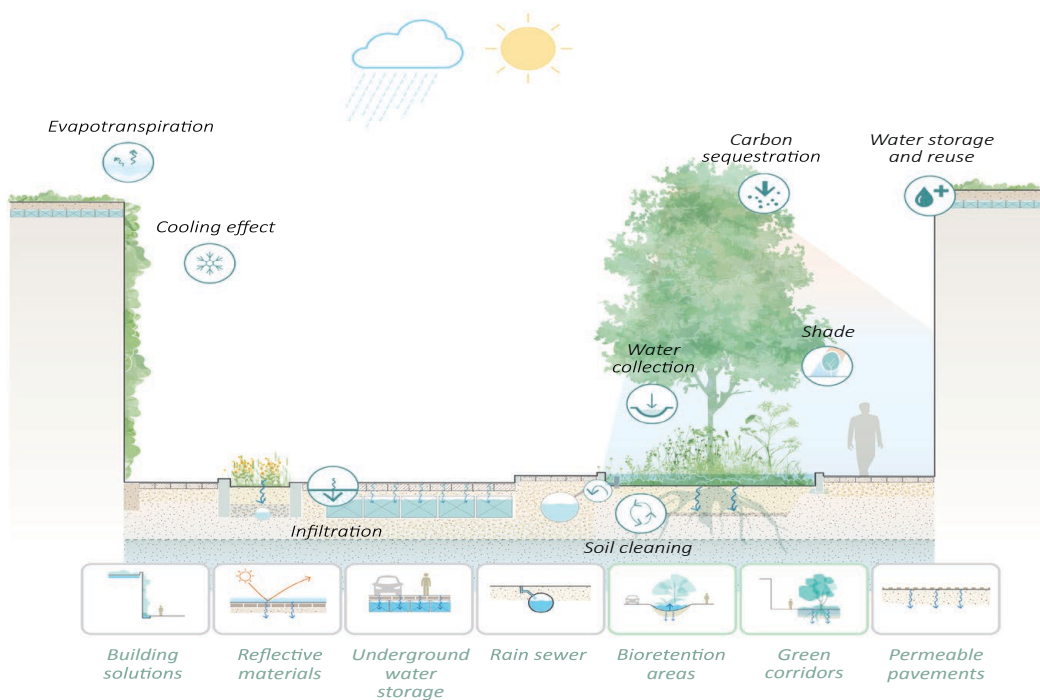 Evapotranspiration
Carbon
sequestration
Water storage
and reuse
Cooling effect
Shade
Water
collection
Infiltration
Soil cleaning
Building
solutions
Reflective
materials
Underground
water
storage
Rain sewer
Bioretention
areas
Green
corridors
Permeable
pavements